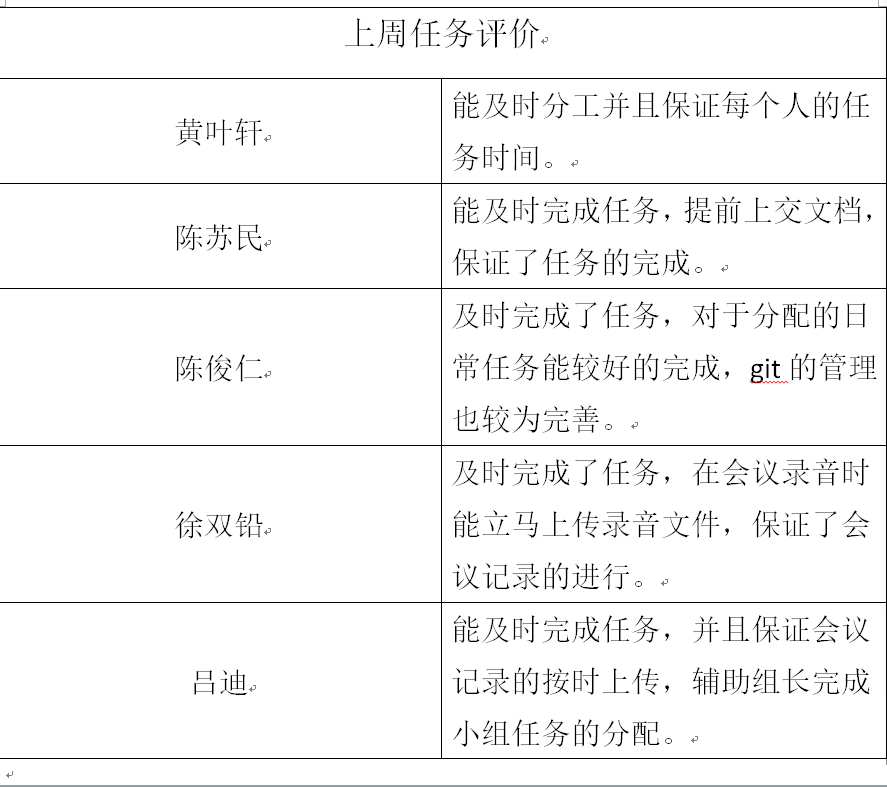 上周任务评价
黄叶轩
能及时分工并且保证每个人的任
务时间。
陈苏民
能及时完成任务，提前上交文档，
保证了任务的完成。
陈俊仁
及时完成了任务，对于分配的日
常任务能较好的完成，git 的管理
也较为完善。
徐双铅
及时完成了任务，在会议录音时
能立马上传录音文件，保证了会
议记录的进行。
吕迪
能及时完成任务，并且保证会议
记录的按时上传，辅助组长完成
小组任务的分配。